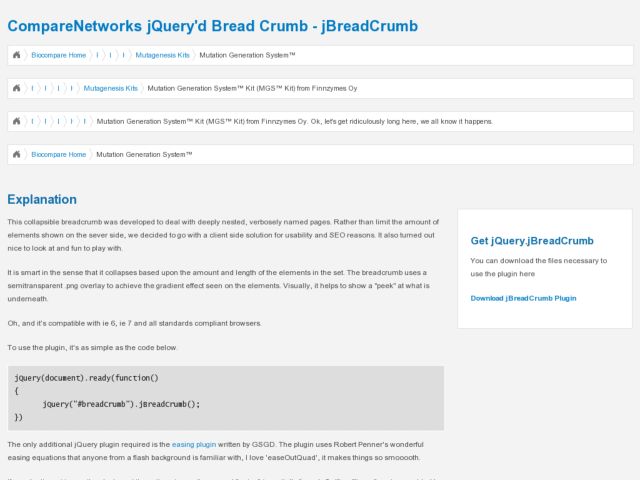 CompareNetworks jQuery'd Bread Crumb - jBreadCrumb
Biocompare Home Mutagenesis Kits Mutation Generation System™
Mutagenesis Kits Mutation Generation System™ Kit (MGS™ Kit) from Finnzymes Oy
Mutation Generation System™ Kit (MGS™ Kit) from Finnzymes Oy. Ok, let's get ridiculously long here, we all know it happens.
Biocompare Home Mutation Generation System™
Explanation
This collapsible breadcrumb was developed to deal with deeply nested, verbosely named pages. Rather than limit the amount of
elements shown on the sever side, we decided to go with a client side solution for usability and SEO reasons. It also turned out
nice to look at and fun to play with.
It is smart in the sense that it collapses based upon the amount and length of the elements in the set. The breadcrumb uses a
semitransparent .png overlay to achieve the gradient effect seen on the elements. Visually, it helps to show a "peek" at what is
underneath.
Oh, and it's compatible with ie 6, ie 7 and all standards compliant browsers.
To use the plugin, it's as simple as the code below.
jQuery(document).ready(function()
{
jQuery("#breadCrumb").jBreadCrumb();
})
The only additional jQuery plugin required is the easing plugin written by GSGD. The plugin uses Robert Penner's wonderful
easing equations that anyone from a flash background is familiar with, I love 'easeOutQuad', it makes things so smooooth.
Get jQuery.jBreadCrumb
You can download the files necessary to
use the plugin here
Download jBreadCrumb Plugin